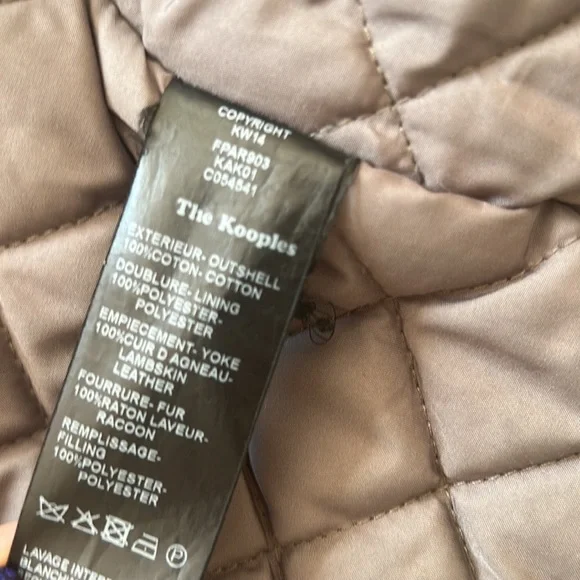 COPYRIGHT
KW14
FPAR903
KAK01
C054541
The Kooples
EXTERIEUR- OUTSHELL
100%COTON- COTTON
DOUBLURE- LINING
100%POLYESTER-
POLYESTER
EMPIECEMENT- YOKE
100%CUIR D'AGNEAU-
LAMBSKIN
LEATHER
FOURRURE- FUR
100%RATON LAVEUR-
RACOON
REMPLISSAGE-
FILLING
100%POLYESTER-
POLYESTER
P
LAVAGE